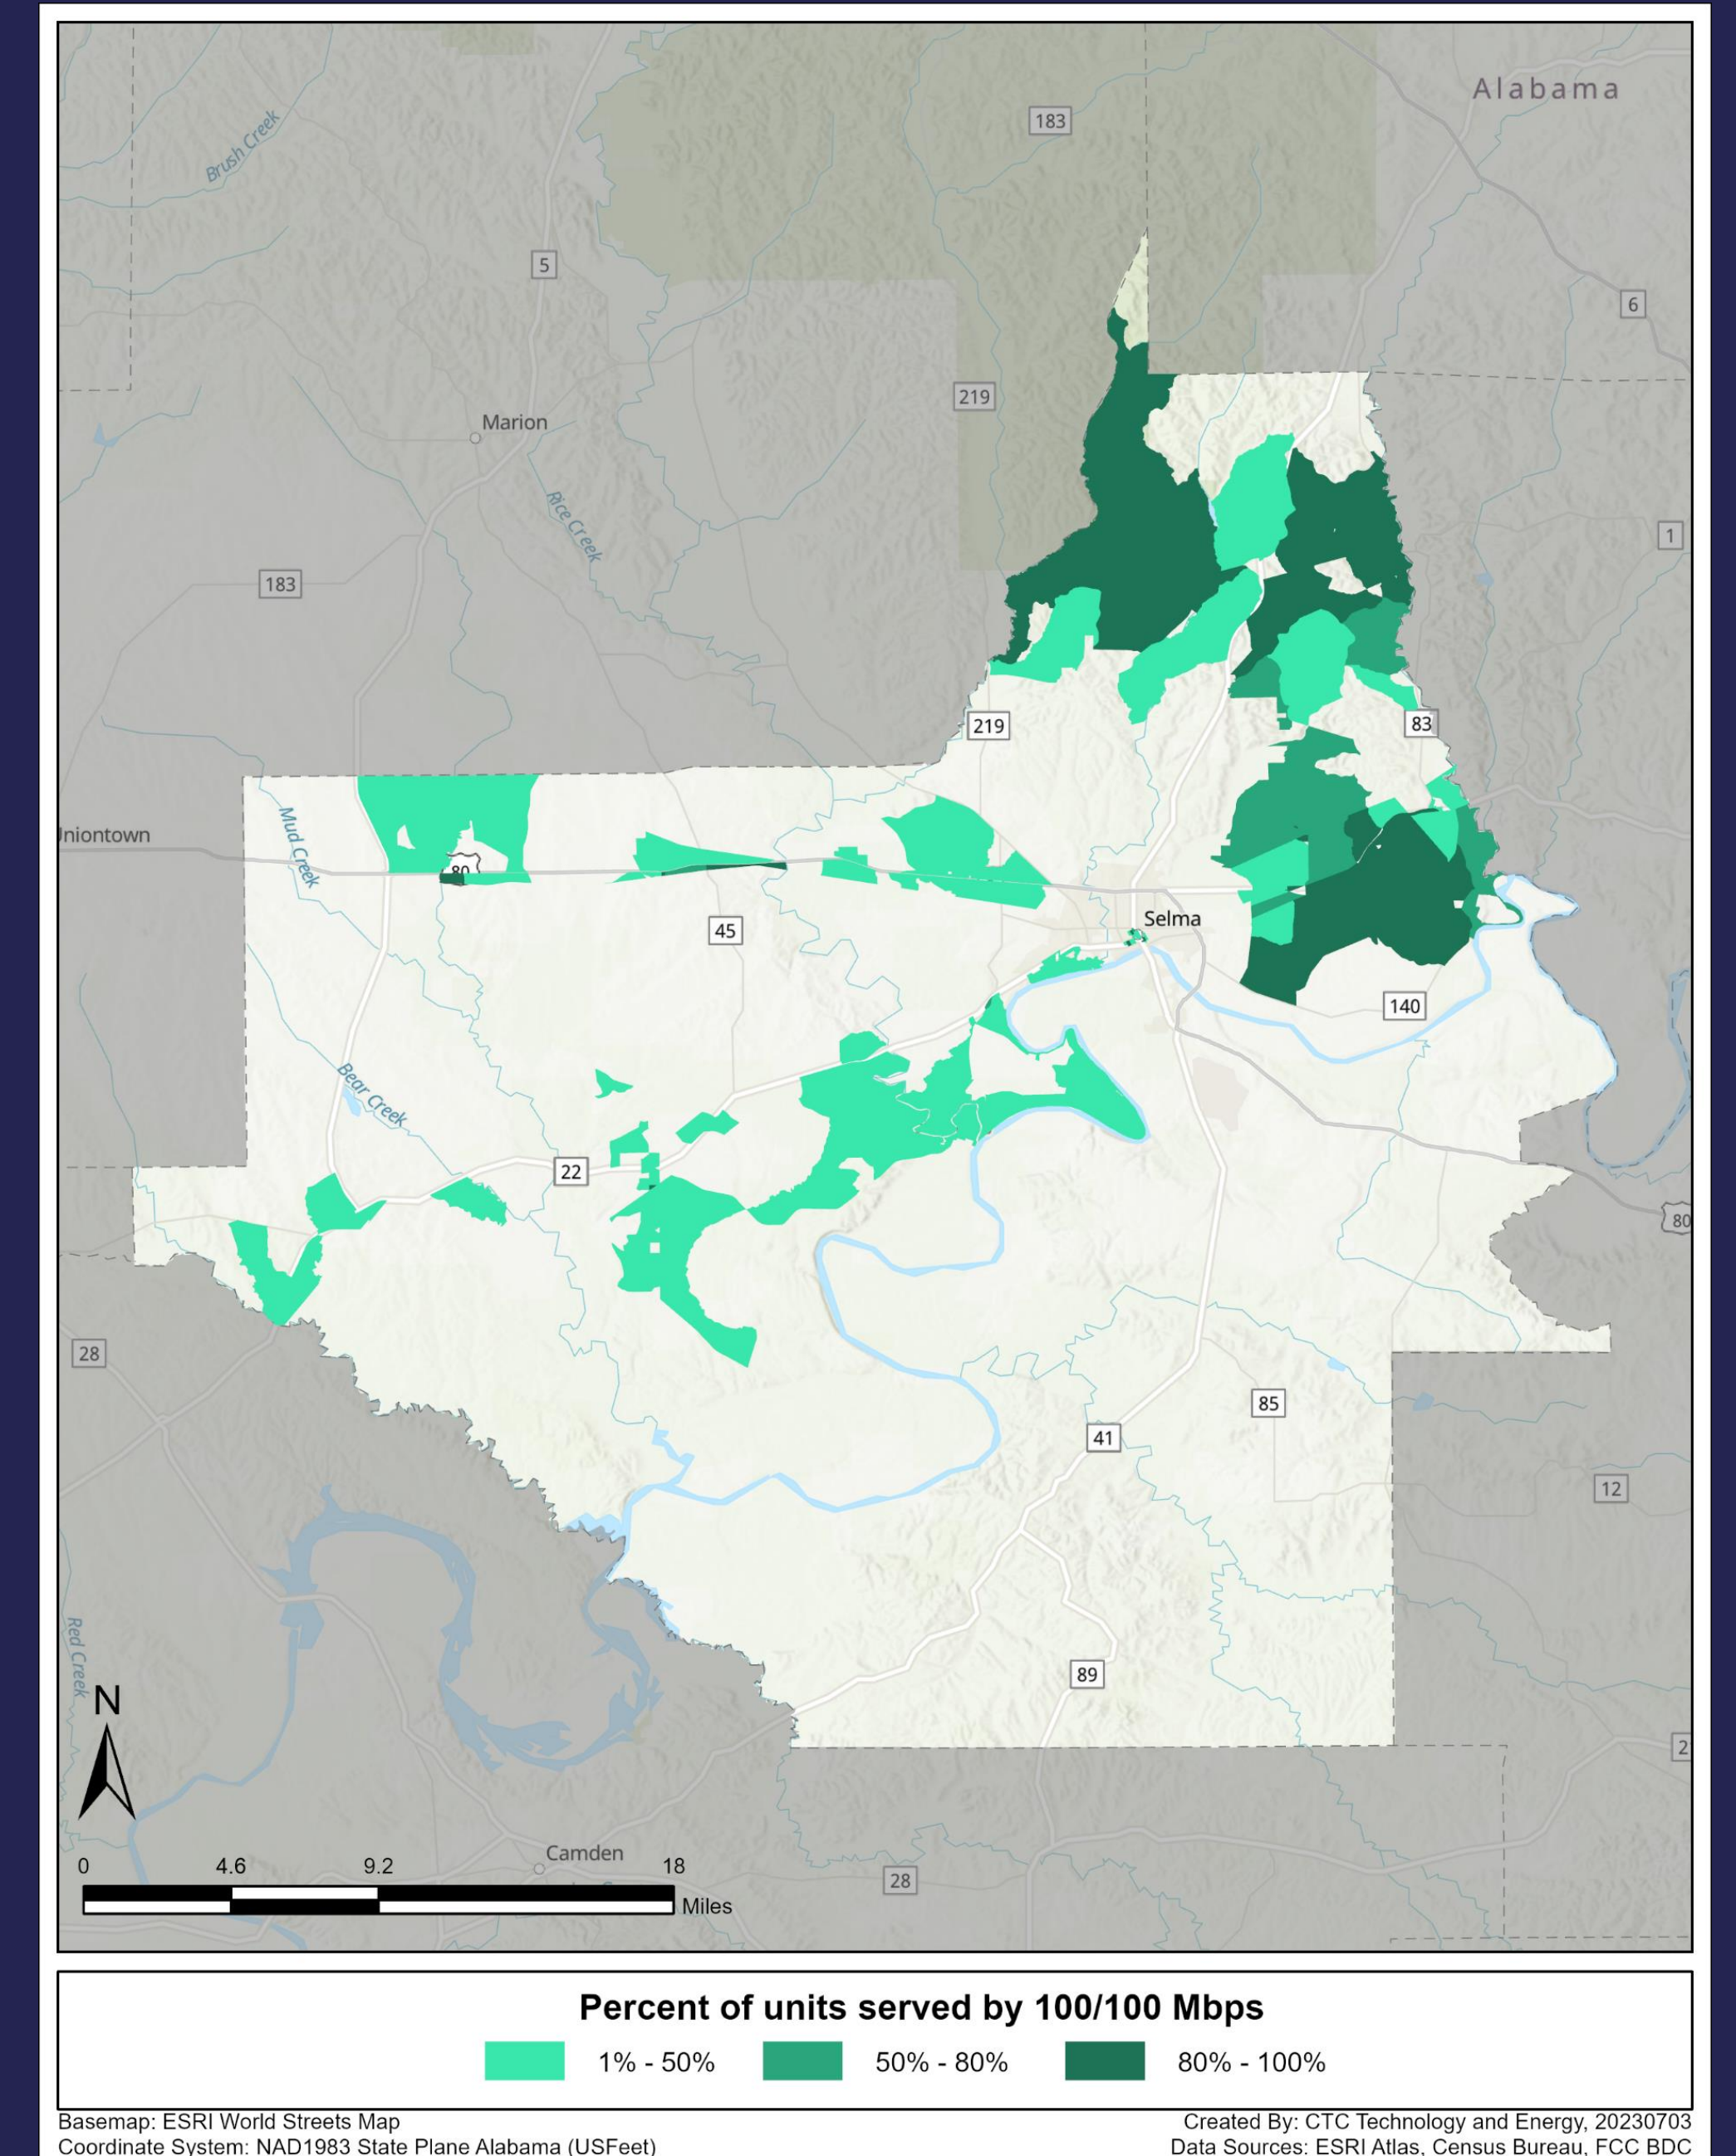 Alabama
183
Brush Creek
5
6
219
Marion
Rice Creek
1
183
219
83
Mud Creek
Uniontown
80
Selma
45
140
Bear Creek
22
80
28
85
41
12
Red Creek
89
N
2
Camden
0 4.6 9.2 18
28
Miles
Percent of units served by 100/100 Mbps
1% - 50% 50% - 80% 80% - 100%
Basemap: ESRI World Streets Map
Created By: CTC Technology and Energy, 20230703
Coordinate System: NAD1983 State Plane Alabama (USFeet)
Data Sources: ESRI Atlas, Census Bureau, FCC BDC